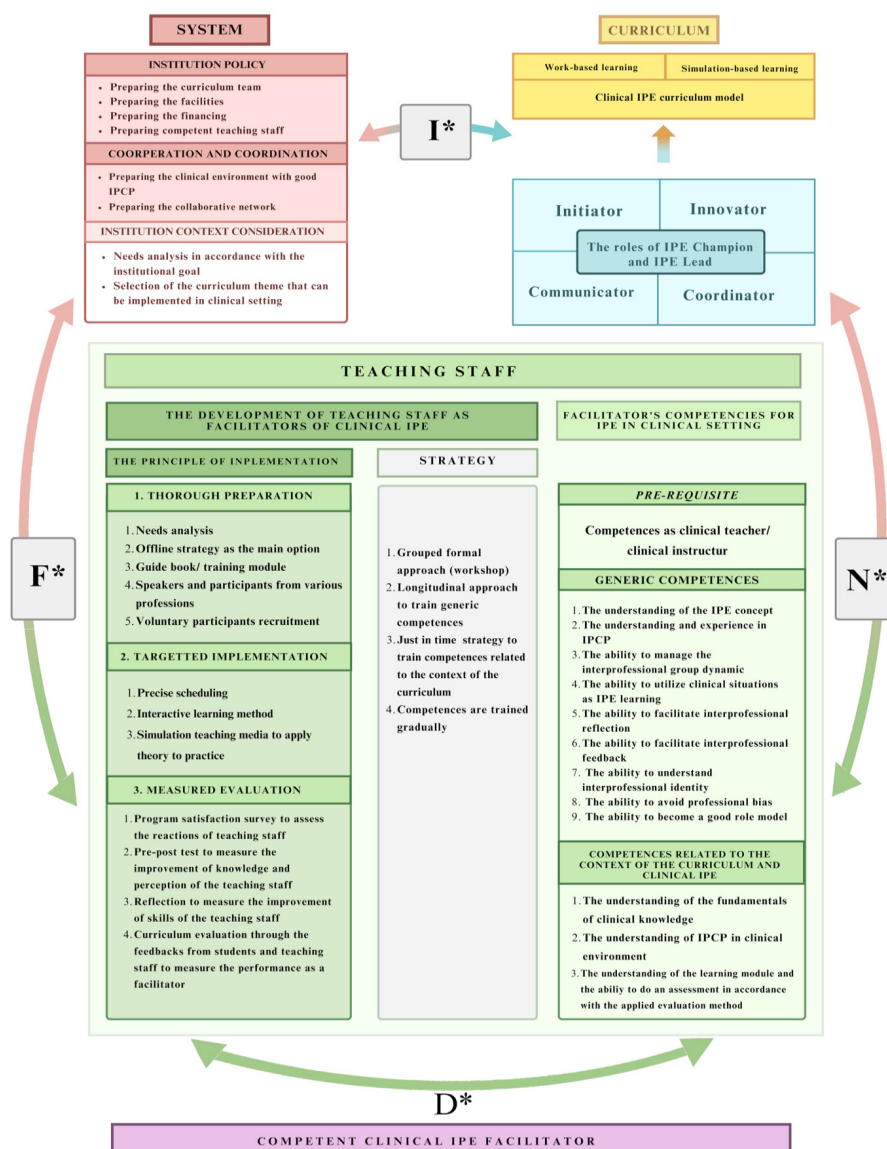 SYSTEM
INSTITUTION POLICY
• Preparing the curriculum team
• Preparing the facilities
• Preparing the financing
• Preparing competent teaching staff
COORPERATION AND COORDINATION
• Preparing the clinical environment with good
IPCP
• Preparing the collaborative network
INSTITUTION CONTEXT CONSIDERATION
• Needs analysis in accordance with the
institutional goal
• Selection of the curriculum theme that can
be implemented in clinical setting
I*
CURRICULUM
Work-based learning
Simulation-based learning
Clinical IPE curriculum model
Initiator
Innovator
The roles of IPE Champion
and IPE Lead
Communicator
Coordinator
F*
N*
TEACHING STAFF
THE DEVELOPMENT OF TEACHING STAFF AS
FACILITATORS OF CLINICAL IPE
THE PRINCIPLE OF INPLEMENTATION
1. THOROUGH PREPARATION
1. Needs analysis
2. Offline strategy as the main option
3. Guide book/ training module
4. Speakers and participants from various
professions
5. Voluntary participants recruitment
2. TARGETTED IMPLEMENTATION
1. Precise scheduling
2. Interactive learning method
3. Simulation teaching media to apply
theory to practice
3. MEASURED EVALUATION
1. Program satisfaction survey to assess
the reactions of teaching staff
2. Pre-post test to measure the
improvement of knowledge and
perception of the teaching staff
3. Reflection to measure the improvement
of skills of the teaching staff
4. Curriculum evaluation through the
feedbacks from students and teaching
staff to measure the performance as a
facilitator
STRATEGY
1. Grouped formal
approach (workshop)
2. Longitudinal approach
to train generic
competences
3. Just in time strategy to
train competences related
to the context of the
curriculum
4. Competences are trained
gradually
FACILITATOR'S COMPETENCIES FOR
IPE IN CLINICAL SETTING
PRE-REQUISITE
Competences as clinical teacher/
clinical instructur
GENERIC COMPETENCES
1. The understanding of the IPE concept
2. The understanding and experience in
IPCP
3. The ability to manage the
interprofessional group dynamic
4. The ability to utilize clinical situations
as IPE learning
5. The ability to facilitate interprofessional
reflection
6. The ability to facilitate interprofessional
feedback
7. The ability to understand
interprofessional identity
8. The ability to avoid professional bias
9. The ability to become a good role model
COMPETENCES RELATED TO THE
CONTEXT OF THE CURRICULUM AND
CLINICAL IPE
1. The understanding of the fundamentals
of clinical knowledge
2. The understanding of IPCP in clinical
environment
3. The understanding of the learning module and
the abiliy to do an assessment in accordance
with the applied evaluation method
D*
COMPETENT CLINICAL IPE FACILITATOR